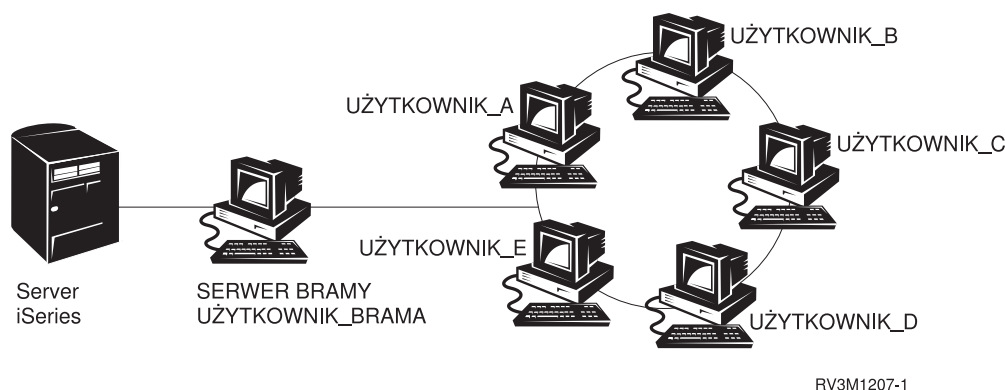 UŻYTKOWNIK_B
UŻYTKOWNIK_A
UŻYTKOWNIK_C
UŻYTKOWNIK_E
Server
iSeries
SERWER BRAMY
UŻYTKOWNIK_BRAMA
UŻYTKOWNIK_D
RV3M1207-1